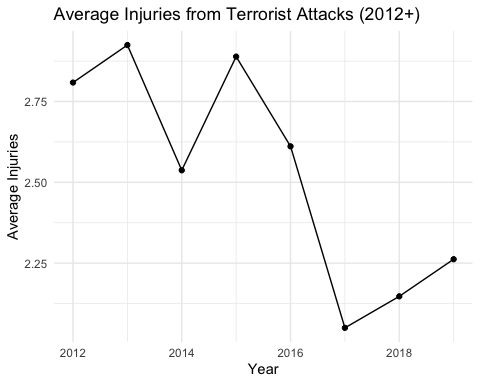 Average Injuries from Terrorist Attacks (2012+)
Average Injuries
2.75
2.50
2.25
2012 2014 2016 2018
Year